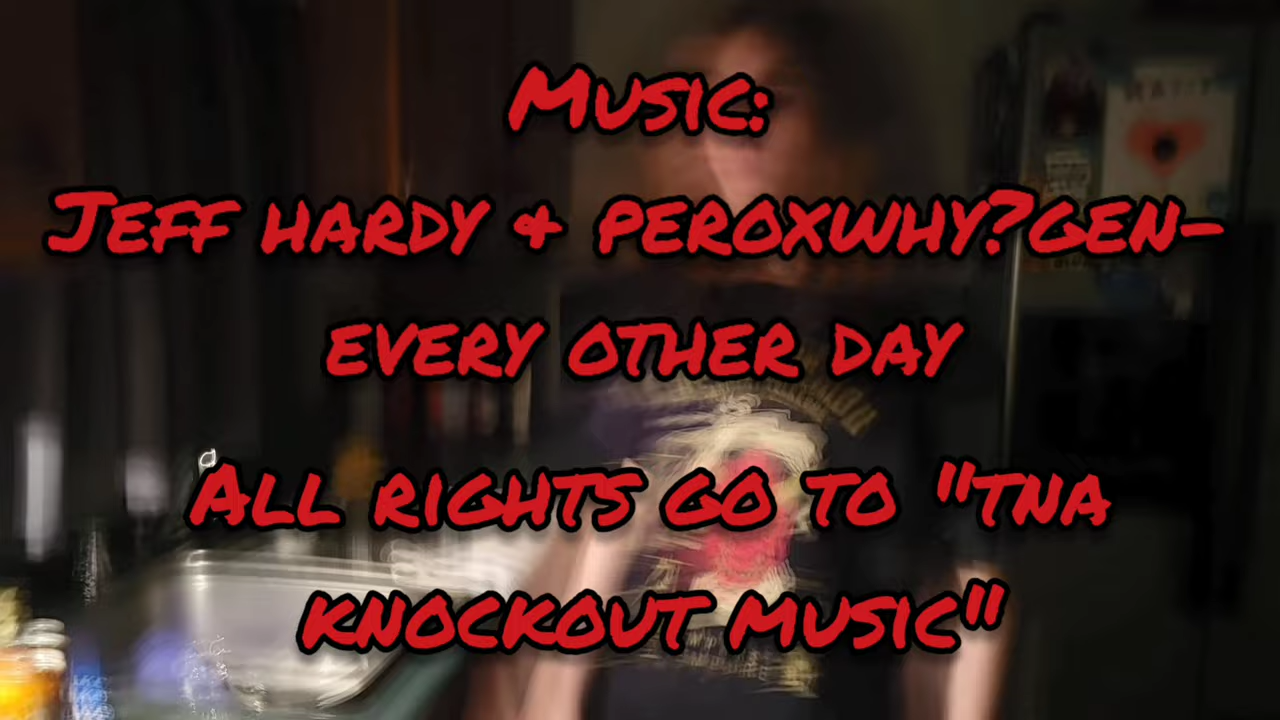 Music:
Jeff hardy & peroxwhy?gen-
every other day
All rights go to "tna
knockout music"